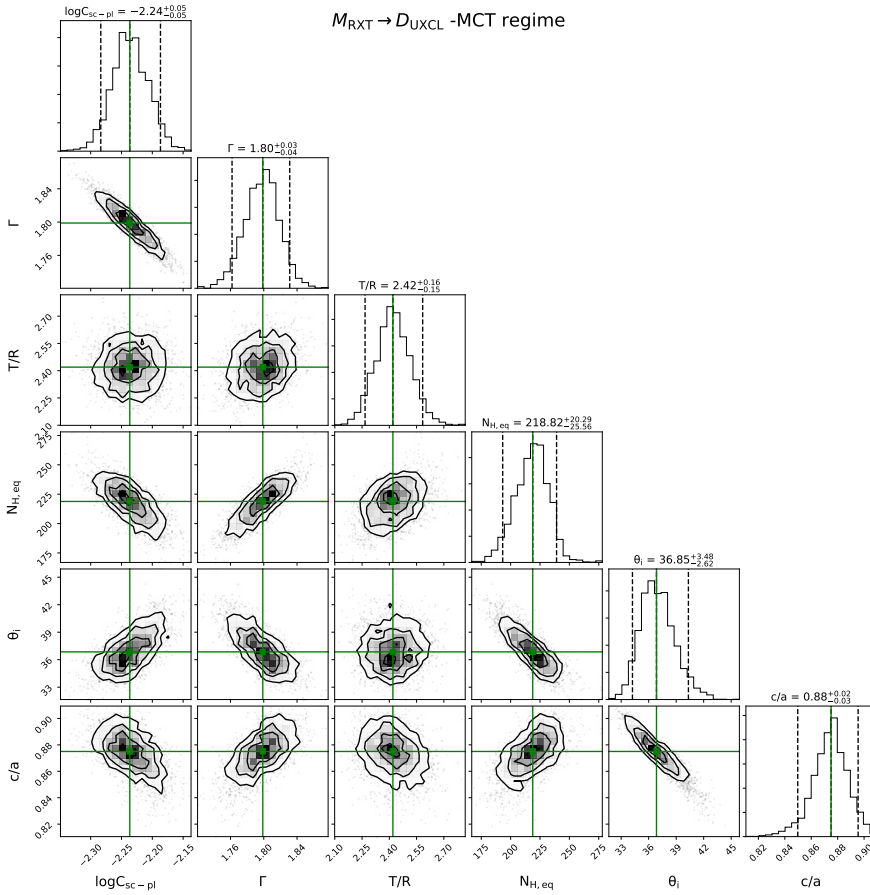 logC_sc−pl = −2.24^{+0.05}_{−0.05}
M_RXT → D_UXCL -MCT regime
Γ = 1.80^{+0.03}_{−0.04}
1.84
1.80
1.76
Γ
T/R = 2.42^{+0.16}_{−0.15}
2.70
2.55
2.40
2.25
2.10
T/R
N_H, eq = 218.82^{+20.29}_{−25.56}
275
250
225
200
175
N_H, eq
θ_i = 36.85^{+3.48}_{−2.62}
45
42
39
36
33
θ_i
c/a = 0.88^{+0.02}_{−0.03}
0.90
0.88
0.86
0.84
0.82
c/a
−2.30 −2.25 −2.20 −2.15 1.76 1.80 1.84 2.10 2.25 2.40 2.55 2.70 175 200 225 250 275 33 36 39 42 45 0.82 0.84 0.86 0.88 0.90
logC_sc−pl Γ T/R N_H, eq θ_i c/a